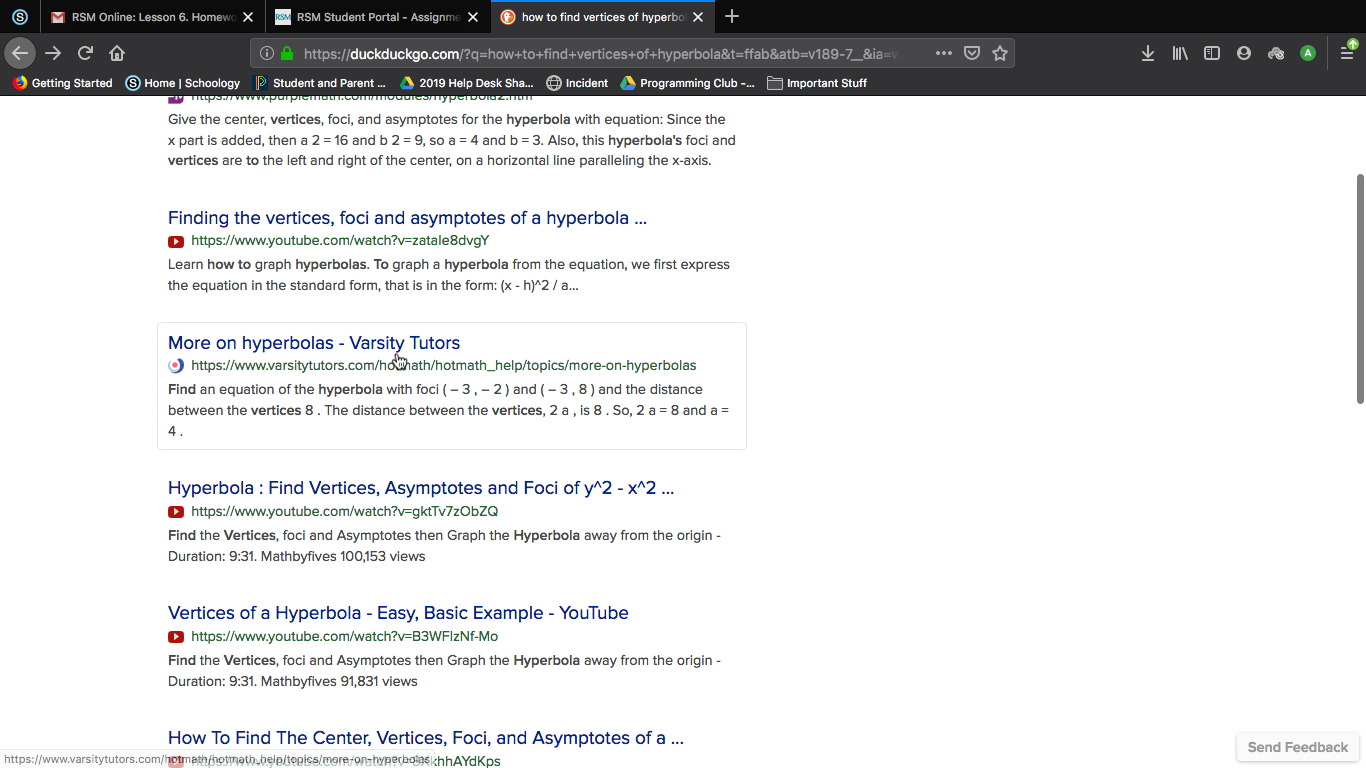 RSM Online: Lesson 6. Homewo
RSM Student Portal - Assignme
how to find vertices of hyperbol
https://duckduckgo.com/?q=how+to+find+vertices+of+hyperbola&t=ffab&atb=v189-7__&ia=w
Getting Started
Home | Schoology
Student and Parent ...
2019 Help Desk Sha...
Incident
Programming Club -...
Important Stuff
https://www.purplemath.com/modules/hyperbola2.htm
Give the center, vertices, foci, and asymptotes for the hyperbola with equation: Since the
x part is added, then a 2 = 16 and b 2 = 9, so a = 4 and b = 3. Also, this hyperbola's foci and
vertices are to the left and right of the center, on a horizontal line paralleling the x-axis.
Finding the vertices, foci and asymptotes of a hyperbola ...
https://www.youtube.com/watch?v=zatale8dvgY
Learn how to graph hyperbolas. To graph a hyperbola from the equation, we first express
the equation in the standard form, that is in the form: (x - h)^2 / a...
More on hyperbolas - Varsity Tutors
https://www.varsitytutors.com/hotmath/hotmath_help/topics/more-on-hyperbolas
Find an equation of the hyperbola with foci ( − 3 , − 2 ) and ( − 3 , 8 ) and the distance
between the vertices 8 . The distance between the vertices, 2 a , is 8 . So, 2 a = 8 and a =
4 .
Hyperbola : Find Vertices, Asymptotes and Foci of y^2 - x^2 ...
https://www.youtube.com/watch?v=gktTv7zObZQ
Find the Vertices, foci and Asymptotes then Graph the Hyperbola away from the origin -
Duration: 9:31. Mathbyfives 100,153 views
Vertices of a Hyperbola - Easy, Basic Example - YouTube
https://www.youtube.com/watch?v=B3WFlzNf-Mo
Find the Vertices, foci and Asymptotes then Graph the Hyperbola away from the origin -
Duration: 9:31. Mathbyfives 91,831 views
How To Find The Center, Vertices, Foci, and Asymptotes of a ...
https://www.varsitytutors.com/hotmath/hotmath_help/topics/more-on-hyperbolas
Send Feedback